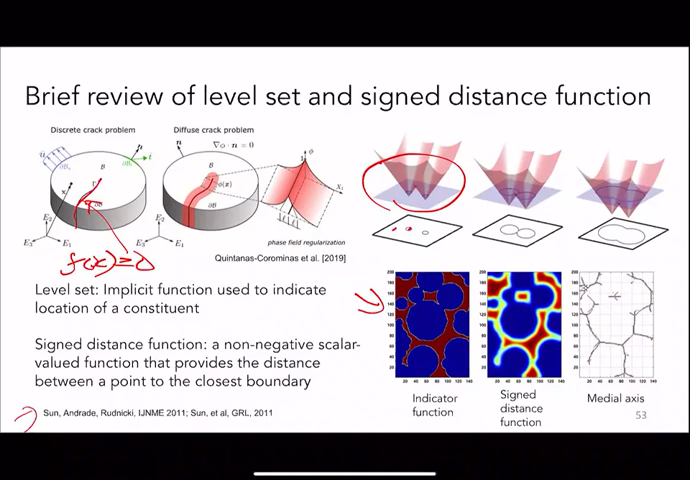 Brief review of level set and signed distance function
Discrete crack problem
Diffuse crack problem
∇ϕ · n = 0
phase field regularization
Quintanas-Corominas et al. [2019]
f(x)=0
Level set: Implicit function used to indicate
location of a constituent
Signed distance function: a non-negative scalar-
valued function that provides the distance
between a point to the closest boundary
Sun, Andrade, Rudnicki, IJNME 2011; Sun, et al, GRL, 2011
Indicator
function
Signed
distance
function
Medial axis
53